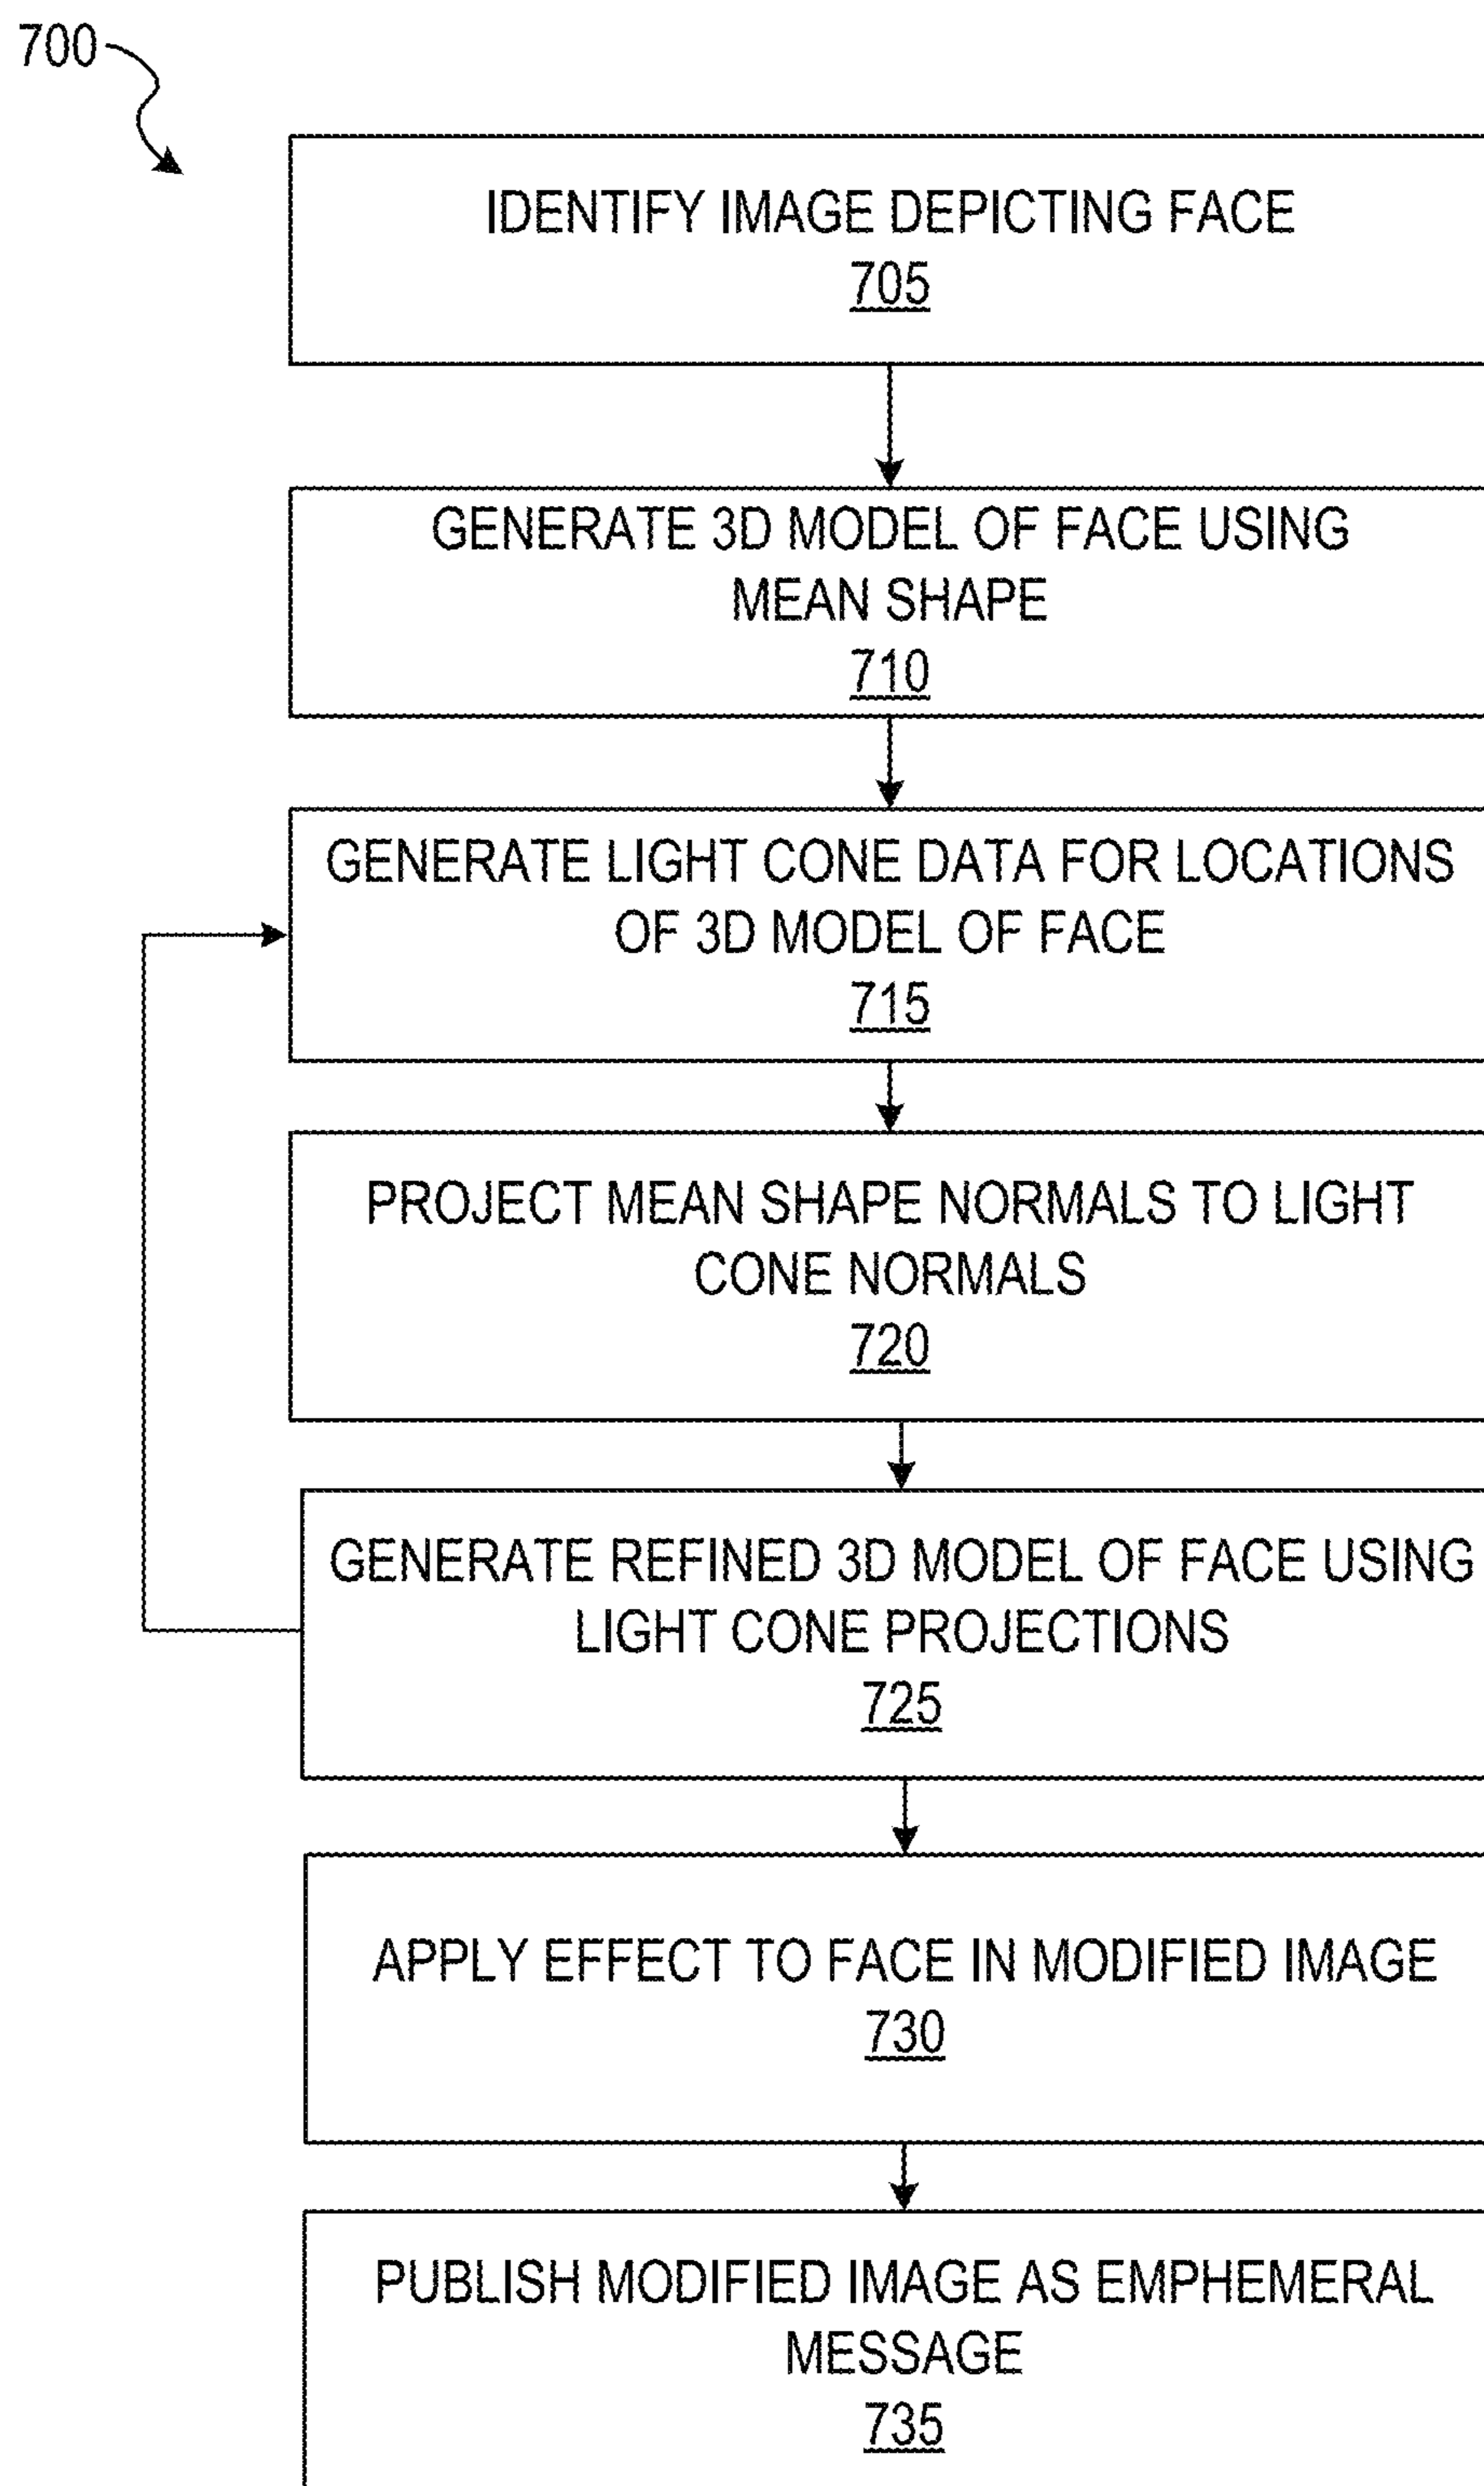 700
IDENTIFY IMAGE DEPICTING FACE
705
GENERATE 3D MODEL OF FACE USING
MEAN SHAPE
710
GENERATE LIGHT CONE DATA FOR LOCATIONS
OF 3D MODEL OF FACE
715
PROJECT MEAN SHAPE NORMALS TO LIGHT
CONE NORMALS
720
GENERATE REFINED 3D MODEL OF FACE USING
LIGHT CONE PROJECTIONS
725
APPLY EFFECT TO FACE IN MODIFIED IMAGE
730
PUBLISH MODIFIED IMAGE AS EMPHEMERAL
MESSAGE
735